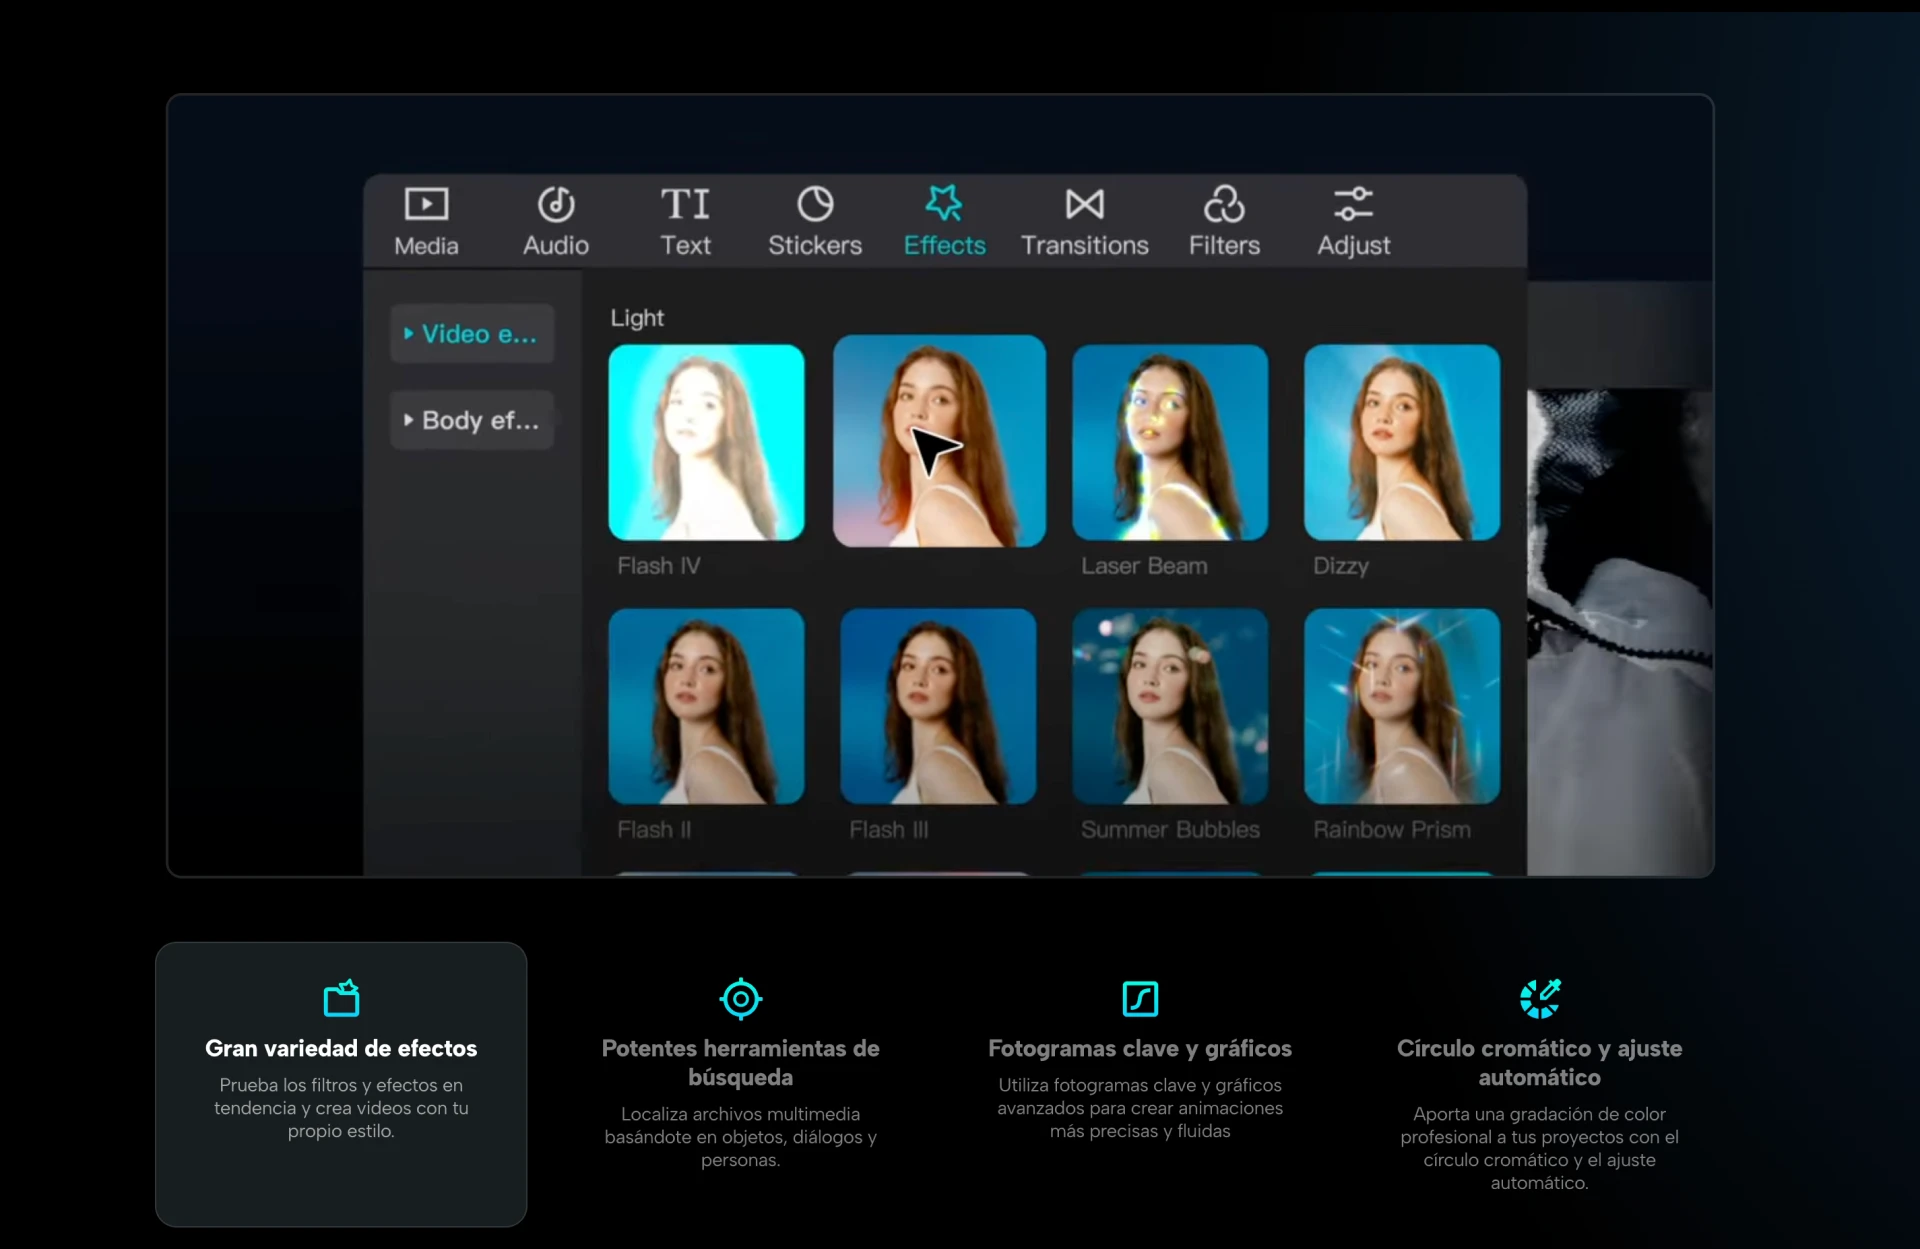 Media
Audio
Text
Stickers
Effects
Transitions
Filters
Adjust
Video e...
Body ef...
Light
Flash IV
Laser Beam
Dizzy
Flash II
Flash III
Summer Bubbles
Rainbow Prism
Gran variedad de efectos
Prueba los filtros y efectos en
tendencia y crea videos con tu
propio estilo.
Potentes herramientas de
búsqueda
Localiza archivos multimedia
basándote en objetos, diálogos y
personas.
Fotogramas clave y gráficos
Utiliza fotogramas clave y gráficos
avanzados para crear animaciones
más precisas y fluidas
Círculo cromático y ajuste
automático
Aporta una gradación de color
profesional a tus proyectos con el
círculo cromático y el ajuste
automático.